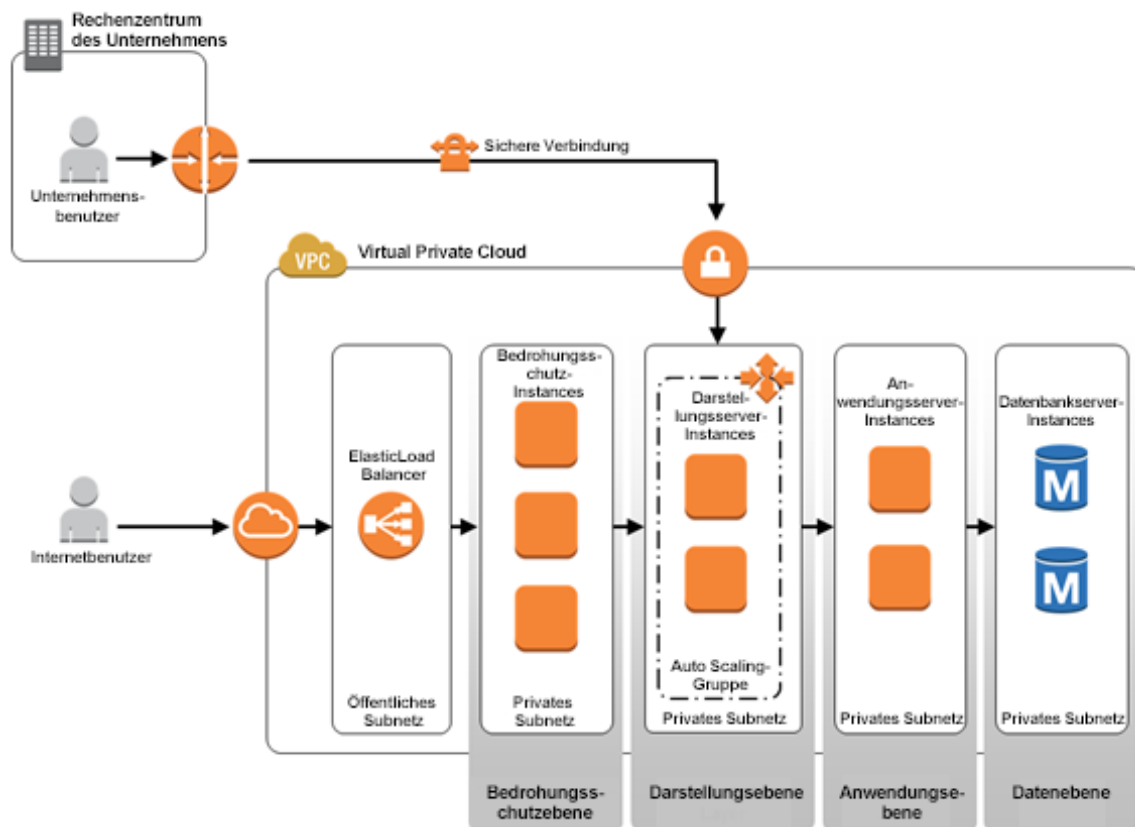 Rechenzentrum
des Unternehmens
Unternehmens-
benutzer
Sichere Verbindung
VPC
Virtual Private Cloud
Internetbenutzer
ElasticLoad
Balancer
Öffentliches
Subnetz
Bedrohungss-
chutz-
Instances
Privates
Subnetz
Darstel-
lungsserver-
Instances
Auto Scaling-
Gruppe
Privates Subnetz
An-
wendungsserver-
Instances
Privates Subnetz
Datenbankserver-
Instances
M
M
Privates Subnetz
Bedrohungss-
chutzebene
Darstellungsebene
Anwendungse-
bene
Datenebene